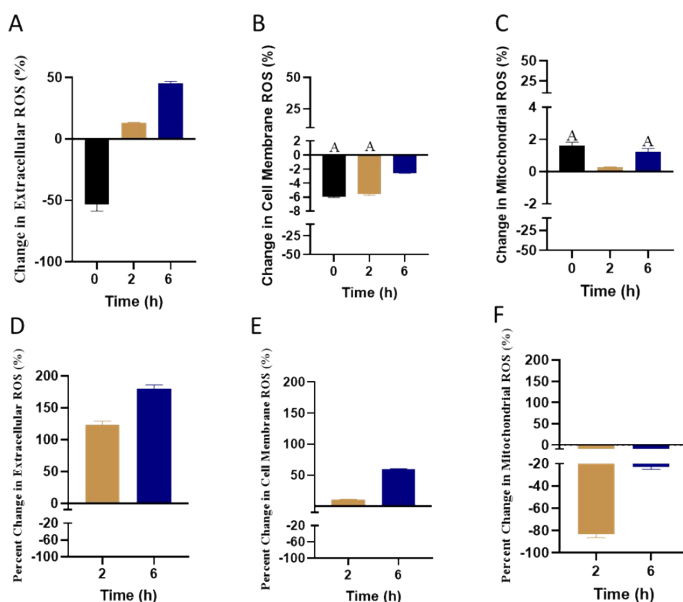 A
Change in Extracellular ROS (%)
50
0
-50
-100
0 2 6
Time (h)
B
Change in Cell Membrane ROS (%)
50
25
2
0
-2
-4
-6
-8
-25
-50
A A
0 2 6
Time (h)
C
Change in Mitochondrial ROS (%)
50
25
4
2
0
-2
-25
-50
A A
0 2 6
Time (h)
D
Percent Change in Extracellular ROS (%)
200
150
100
50
0
-20
-60
-100
2 6
Time (h)
E
Percent Change in Cell Membrane ROS (%)
200
150
100
50
-20
-60
-100
2 6
Time (h)
F
Percent Change in Mitochondrial ROS (%)
200
150
100
50
0
-20
-40
-60
-80
-100
2 6
Time (h)